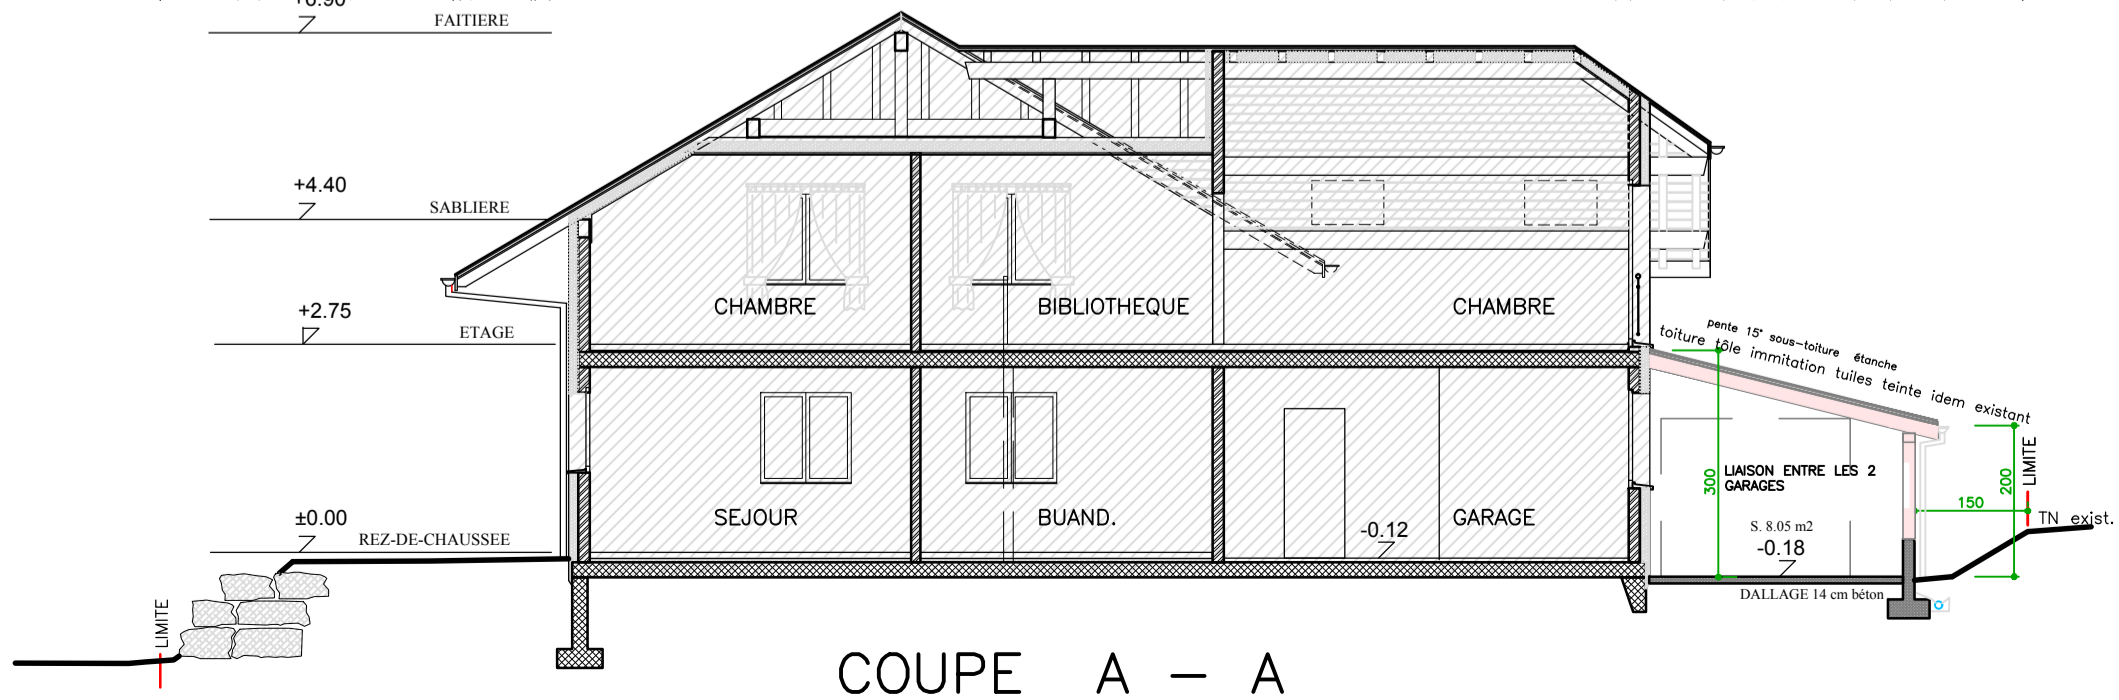 +6.90
FAITIERE
+4.40
SABLIERE
+2.75
ETAGE
±0.00
REZ-DE-CHAUSSEE
LIMITE
CHAMBRE
BIBLIOTHEQUE
CHAMBRE
SEJOUR
BUAND.
-0.12
GARAGE
pente 15° sous-toiture étanche
toiture tôle immitation tuiles teinte idem existant
300
LIAISON ENTRE LES 2
GARAGES
S. 8.05 m2
-0.18
DALLAGE 14 cm béton
150
200
LIMITE
TN exist.
COUPE A - A